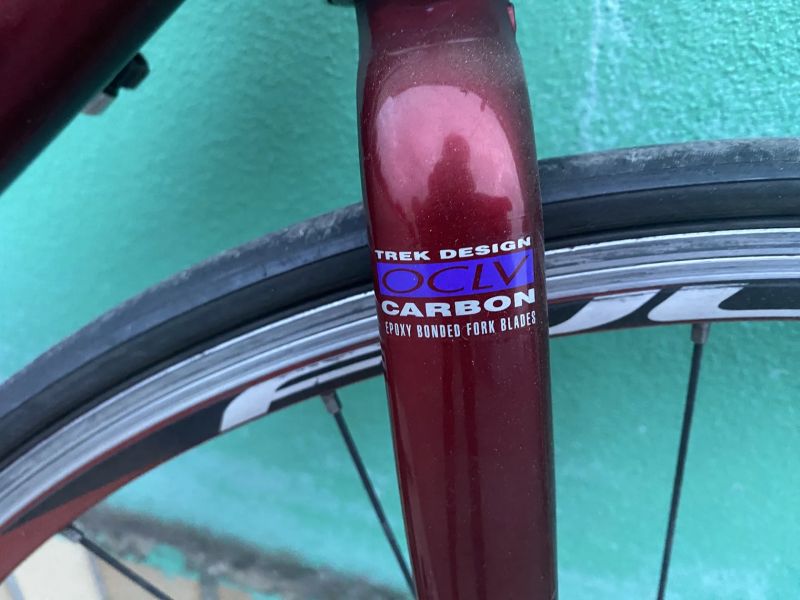 TREK DESIGN
OCLV
CARBON
EPOXY BONDED FORK BLADES